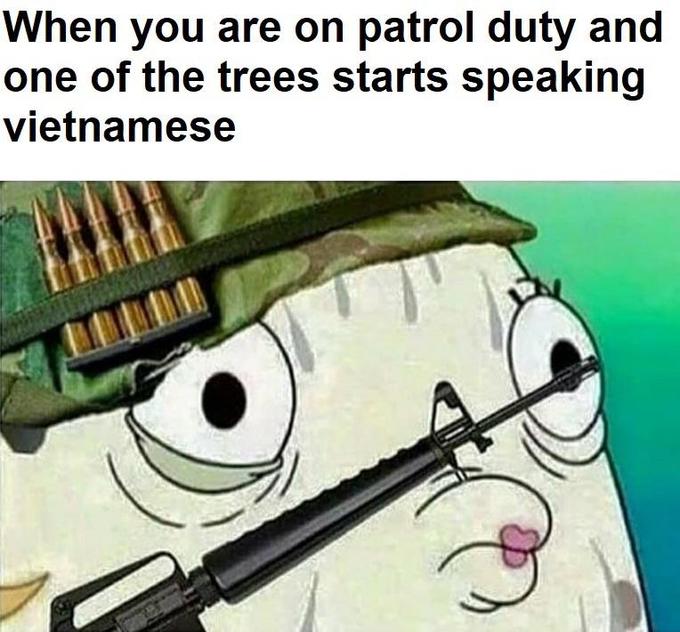 When you are on patrol duty and
one of the trees starts speaking
vietnamese